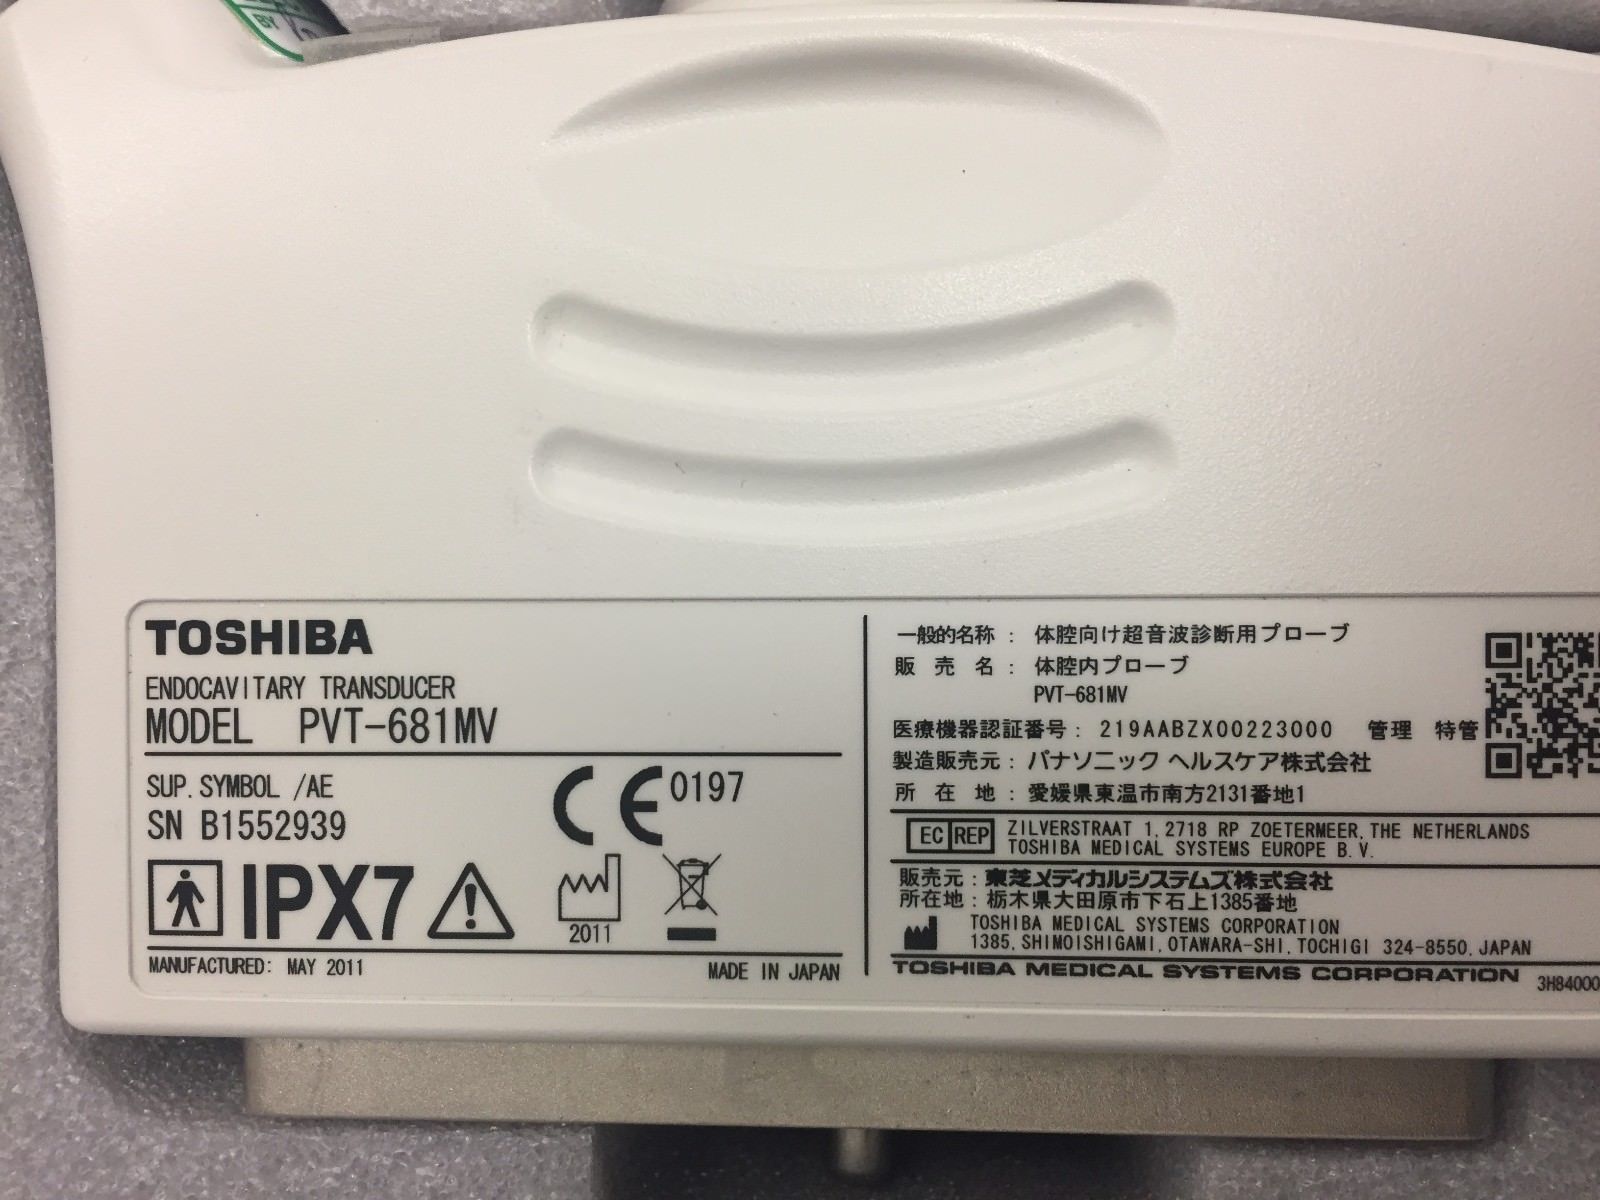 BY
TOSHIBA
ENDOCAVITARY TRANSDUCER
MODEL PVT-681MV
SUP. SYMBOL /AE
SN B1552939
CE 0197
IPX7
2011
MANUFACTURED: MAY 2011
MADE IN JAPAN
一般的名称 : 体腔向け超音波診断用プローブ
販 売 名 : 体腔内プローブ
PVT-681MV
医療機器認証番号 : 219AABZX00223000 管理 特管
製造販売元 : パナソニック ヘルスケア株式会社
所 在 地 : 愛媛県東温市南方2131番地1
EC REP ZILVERSTRAAT 1, 2718 RP ZOETERMEER, THE NETHERLANDS
TOSHIBA MEDICAL SYSTEMS EUROPE B.V.
販売元 : 東芝メディカルシステムズ株式会社
所在地 : 栃木県大田原市下石上1385番地
TOSHIBA MEDICAL SYSTEMS CORPORATION
1385, SHIMOISHIGAMI, OTAWARA-SHI, TOCHIGI 324-8550, JAPAN
TOSHIBA MEDICAL SYSTEMS CORPORATION
3H84000